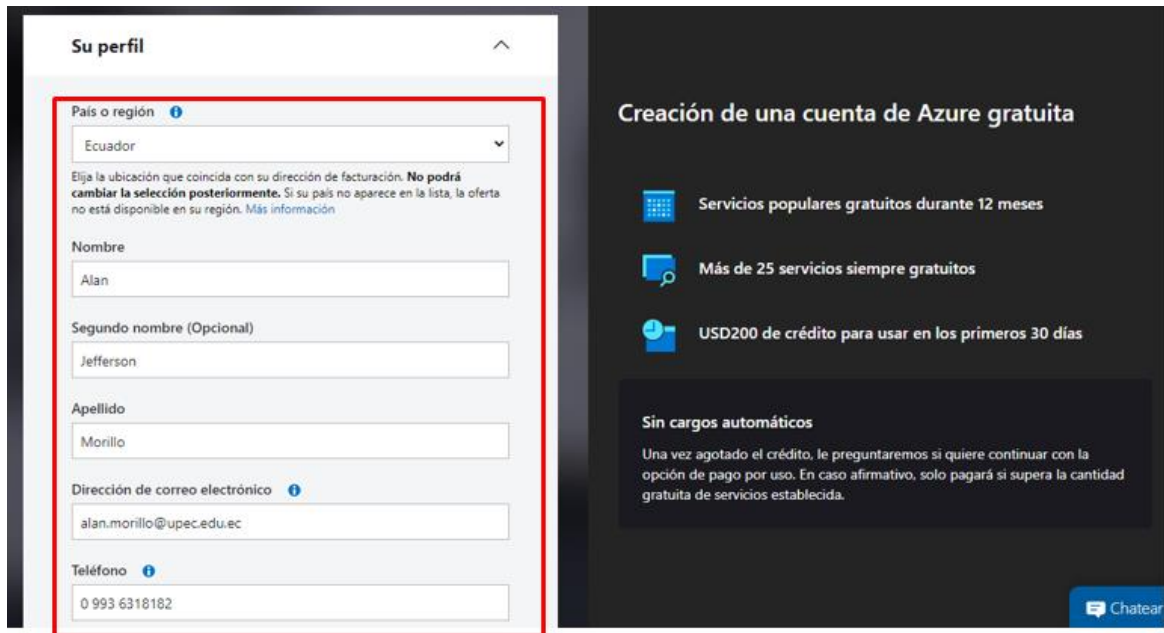 Su perfil
País o región
Ecuador
Elija la ubicación que coincida con su dirección de facturación. No podrá
cambiar la selección posteriormente. Si su país no aparece en la lista, la oferta
no está disponible en su región. Más información
Nombre
Alan
Segundo nombre (Opcional)
Jefferson
Apellido
Morillo
Dirección de correo electrónico
alan.morillo@upec.edu.ec
Teléfono
0 993 6318182
Creación de una cuenta de Azure gratuita
Servicios populares gratuitos durante 12 meses
Más de 25 servicios siempre gratuitos
USD200 de crédito para usar en los primeros 30 días
Sin cargos automáticos
Una vez agotado el crédito, le preguntaremos si quiere continuar con la
opción de pago por uso. En caso afirmativo, solo pagará si supera la cantidad
gratuita de servicios establecida.
Chatear